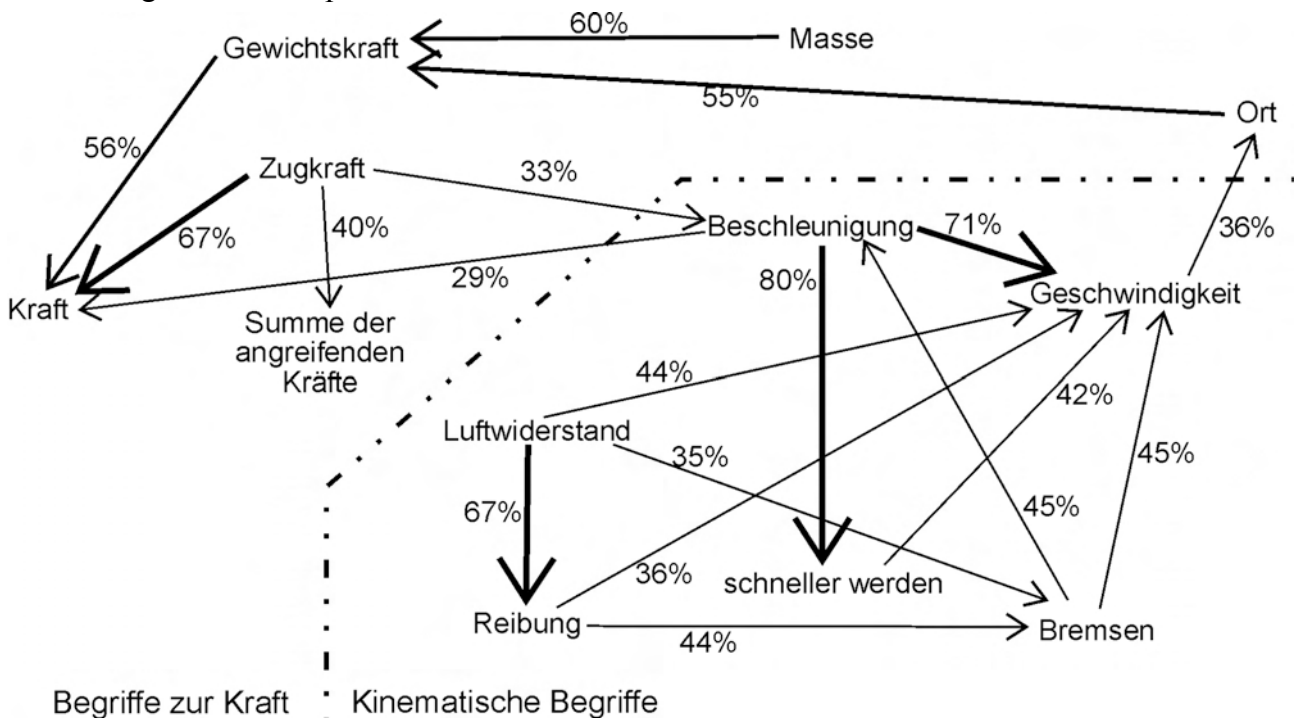 60%
Masse
Gewichtskraft
55%
Ort
56%
Zugkraft
33%
Beschleunigung
71%
36%
67%
40%
29%
80%
Kraft
Geschwindigkeit
Summe der
angreifenden
Kräfte
44%
42%
Luftwiderstand
35%
45%
67%
45%
36%
schneller werden
Reibung
44%
Bremsen
Begriffe zur Kraft
Kinematische Begriffe